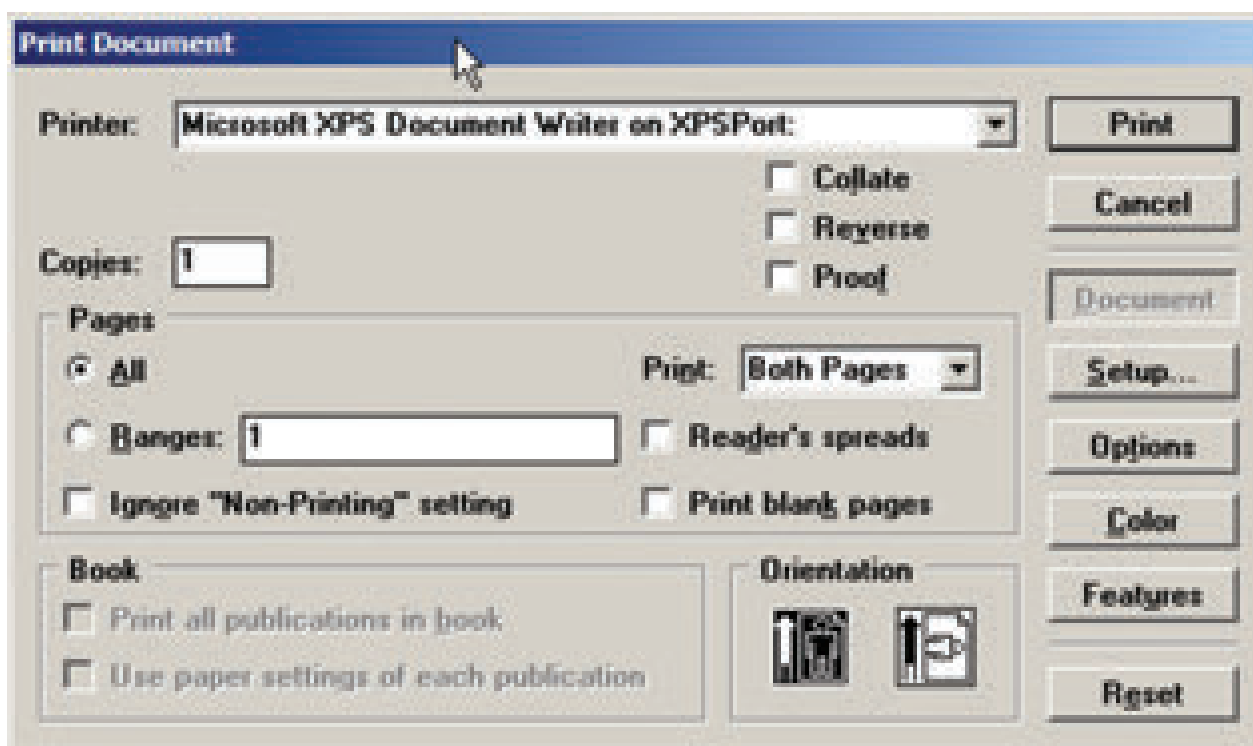 Print Document
Printer: Microsoft XPS Document Writer on XPSPort: Print
Collate
Cancel
Reverse
Copies: 1
Proof
Document
Pages
All Print: Both Pages
Setup...
Ranges: 1 Reader's spreads
Options
Ignore "Non-Printing" setting Print blank pages
Color
Book Orientation
Features
Print all publications in book
Use paper settings of each publication
Reset